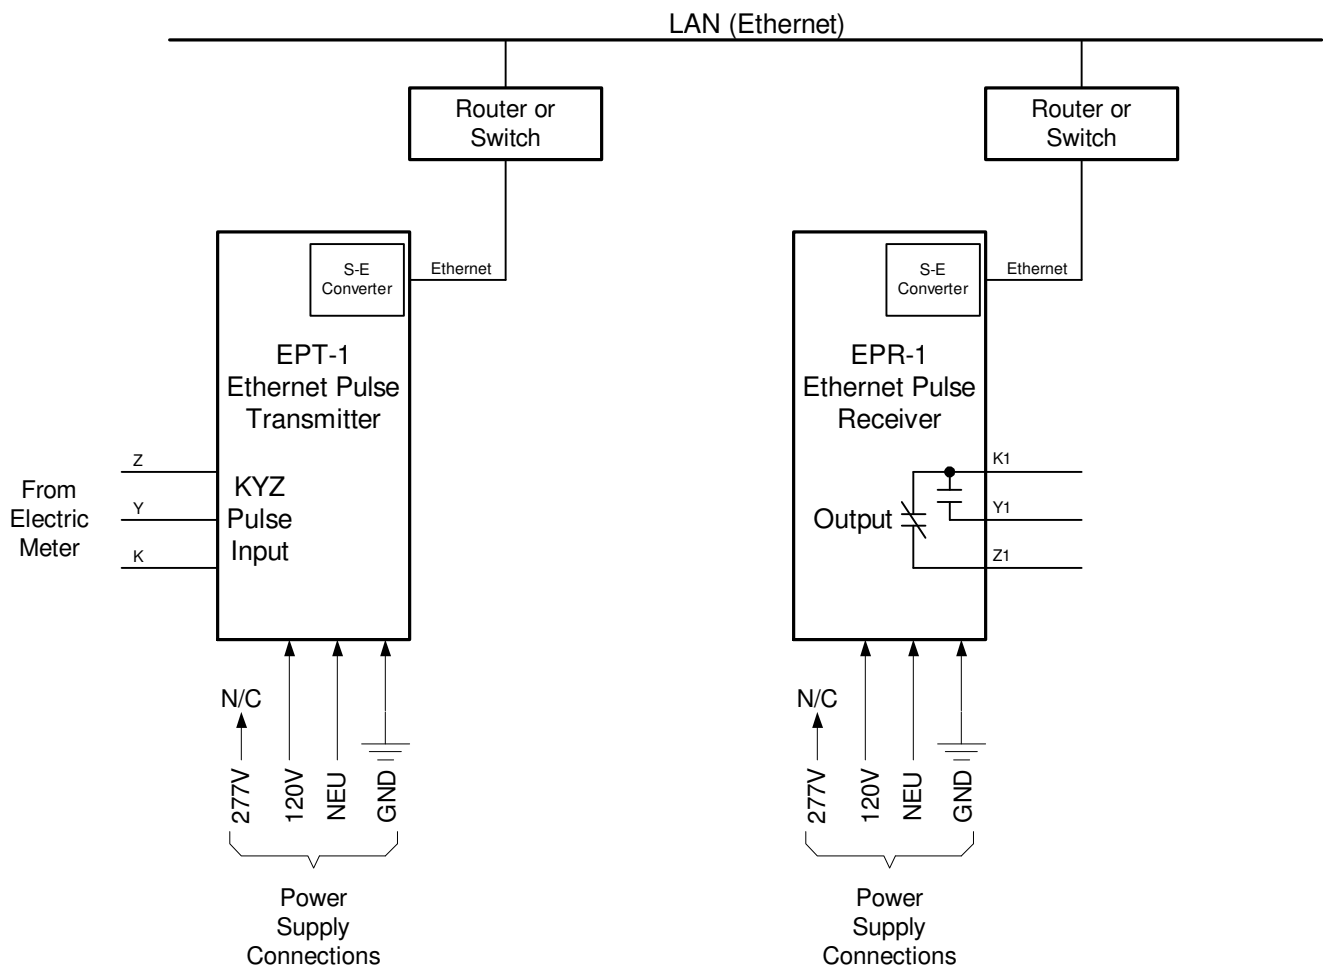 LAN (Ethernet)
Router or
Switch
Router or
Switch
S-E
Converter
Ethernet
EPT-1
Ethernet Pulse
Transmitter
From
Electric
Meter
Z
Y
K
KYZ
Pulse
Input
N/C
277V
120V
NEU
GND
Power
Supply
Connections
S-E
Converter
Ethernet
EPR-1
Ethernet Pulse
Receiver
Output
K1
Y1
Z1
N/C
277V
120V
NEU
GND
Power
Supply
Connections